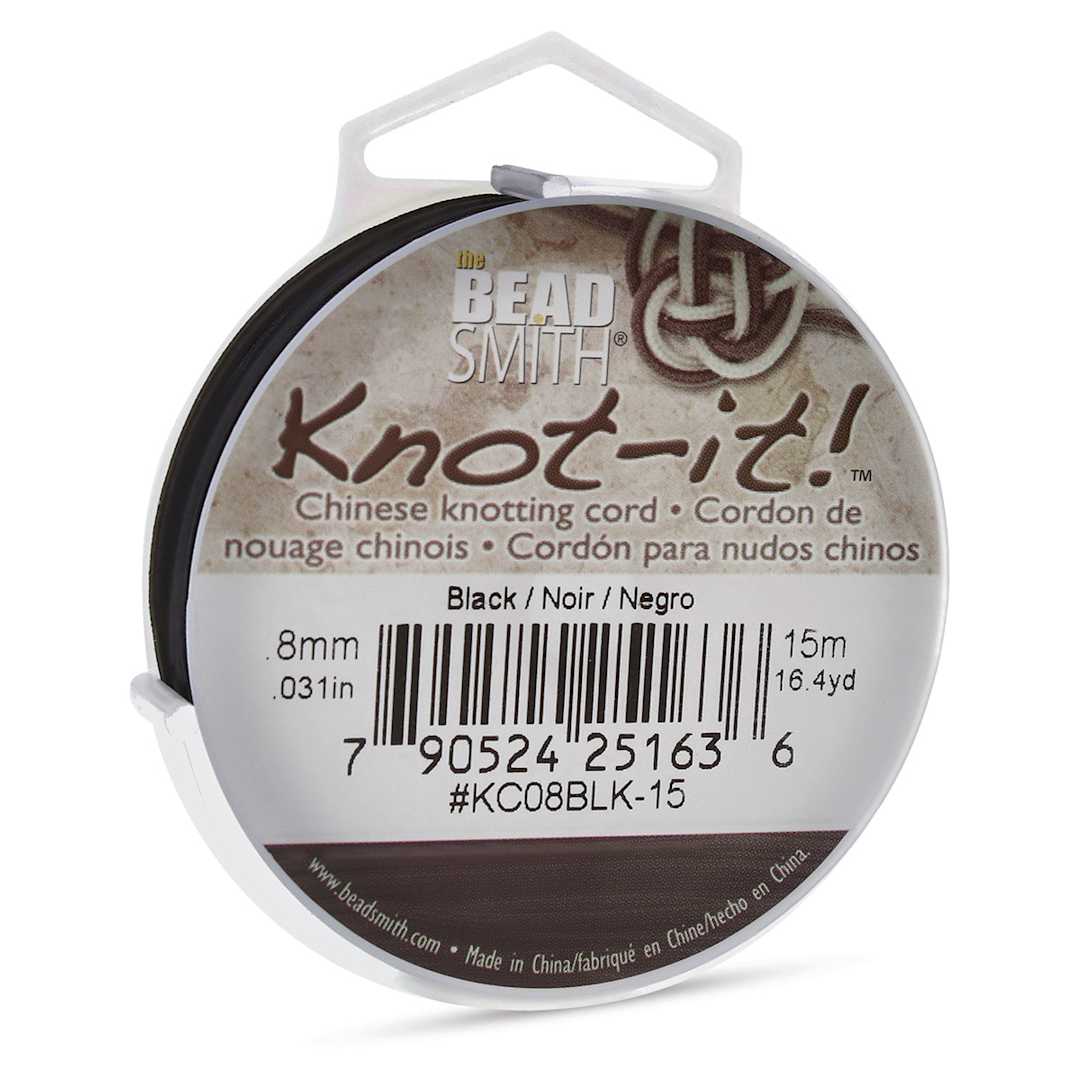 the
BEAD
SMITH®
Knot-it!™
Chinese knotting cord • Cordon de
nouage chinois • Cordón para nudos chinos
Black / Noir / Negro
.8mm
.031in
15m
16.4yd
7 90524 25163 6
#KC08BLK-15
www.beadsmith.com • Made in China/fabriqué en Chine/hecho en China.